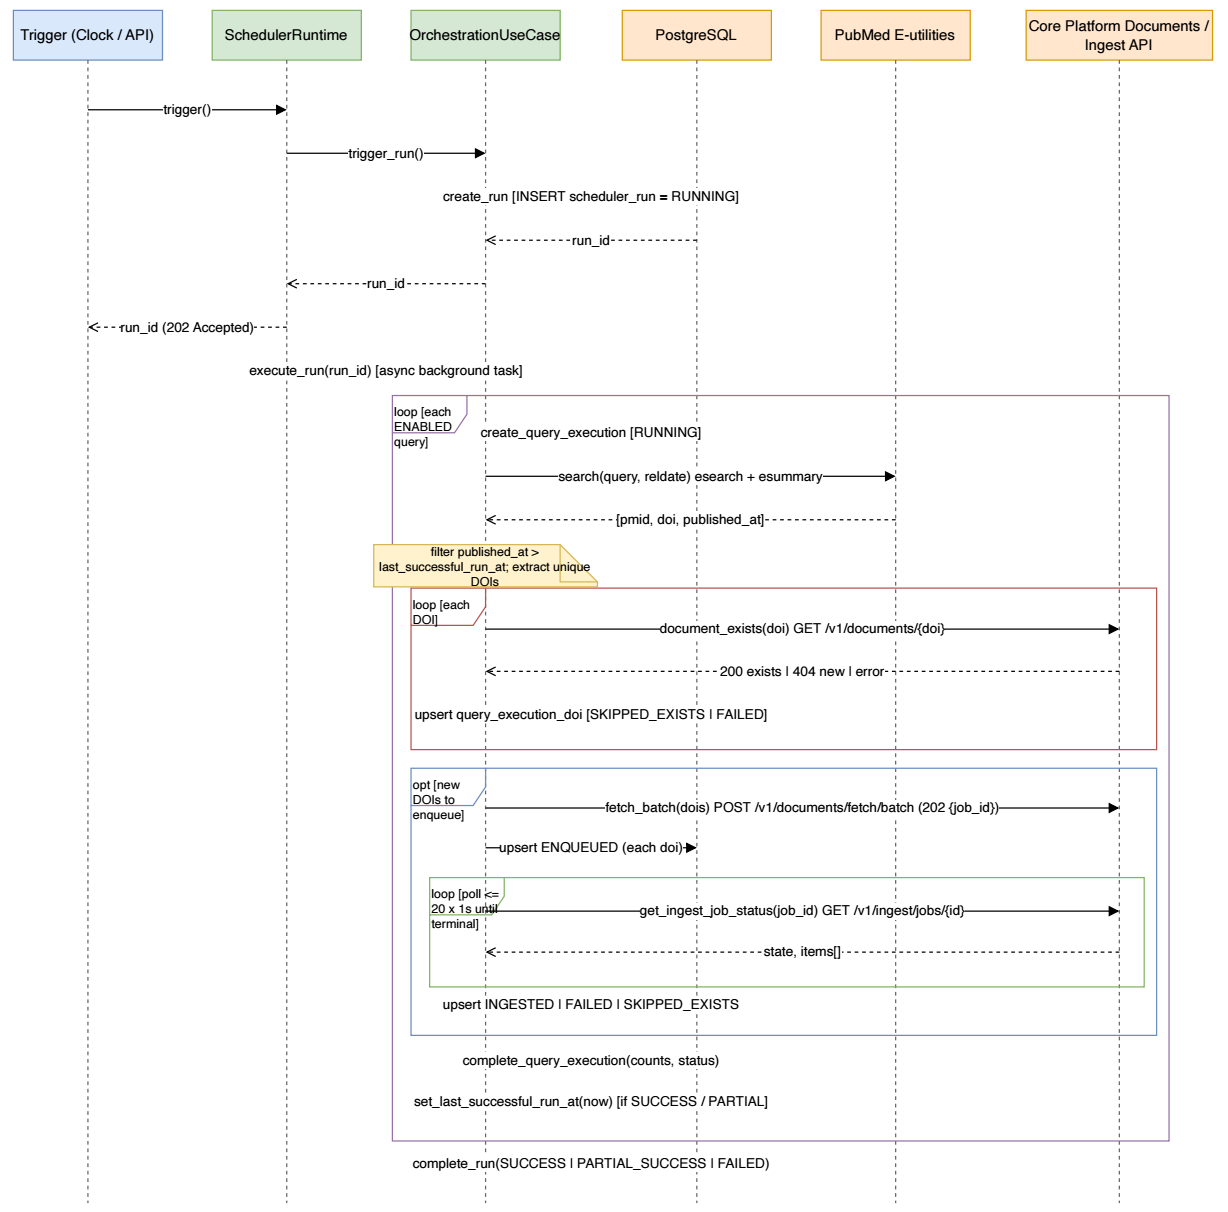 Trigger (Clock / API)
SchedulerRuntime
OrchestrationUseCase
PostgreSQL
PubMed E-utilities
Core Platform Documents /
Ingest API
trigger()
trigger_run()
create_run [INSERT scheduler_run = RUNNING]
run_id
run_id
run_id (202 Accepted)
execute_run(run_id) [async background task]
loop [each
ENABLED
query]
create_query_execution [RUNNING]
search(query, reldate) esearch + esummary
[pmid, doi, published_at]
filter published_at >
last_successful_run_at; extract unique
DOIs
loop [each
DOI]
document_exists(doi) GET /v1/documents/{doi}
200 exists | 404 new | error
upsert query_execution_doi [SKIPPED_EXISTS | FAILED]
opt [new
DOIs to
enqueue]
fetch_batch(dois) POST /v1/documents/fetch/batch (202 {job_id})
upsert ENQUEUED (each doi)
loop [poll <=
20 x 1s until
terminal]
get_ingest_job_status(job_id) GET /v1/ingest/jobs/{id}
state, items[]
upsert INGESTED | FAILED | SKIPPED_EXISTS
complete_query_execution(counts, status)
set_last_successful_run_at(now) [if SUCCESS / PARTIAL]
complete_run(SUCCESS | PARTIAL_SUCCESS | FAILED)